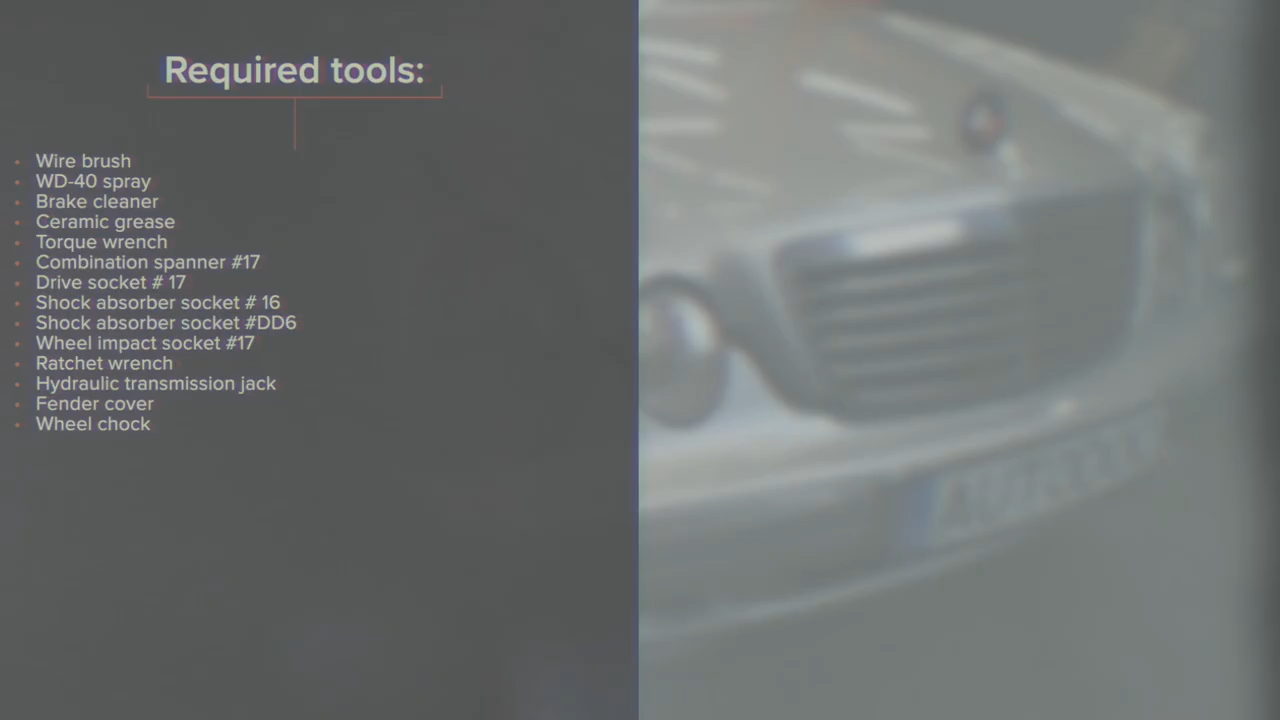 Required tools:
Wire brush
WD-40 spray
Brake cleaner
Ceramic grease
Torque wrench
Combination spanner #17
Drive socket # 17
Shock absorber socket # 16
Shock absorber socket #DD6
Wheel impact socket #17
Ratchet wrench
Hydraulic transmission jack
Fender cover
Wheel chock